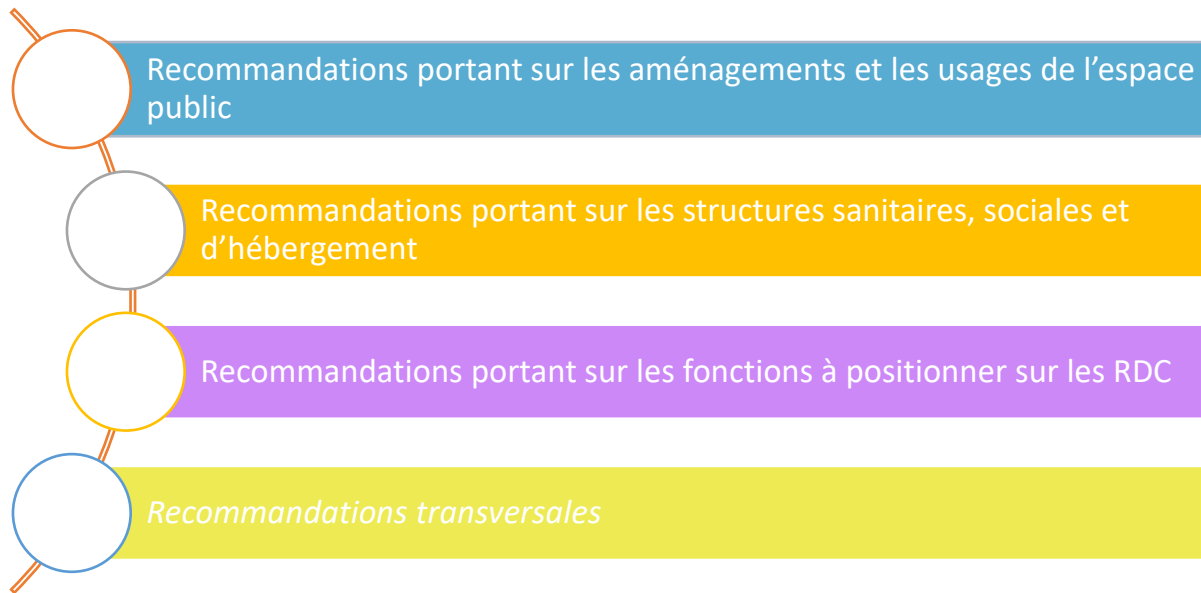 Recommandations portant sur les aménagements et les usages de l’espace
public
Recommandations portant sur les structures sanitaires, sociales et
d’hébergement
Recommandations portant sur les fonctions à positionner sur les RDC
Recommandations transversales